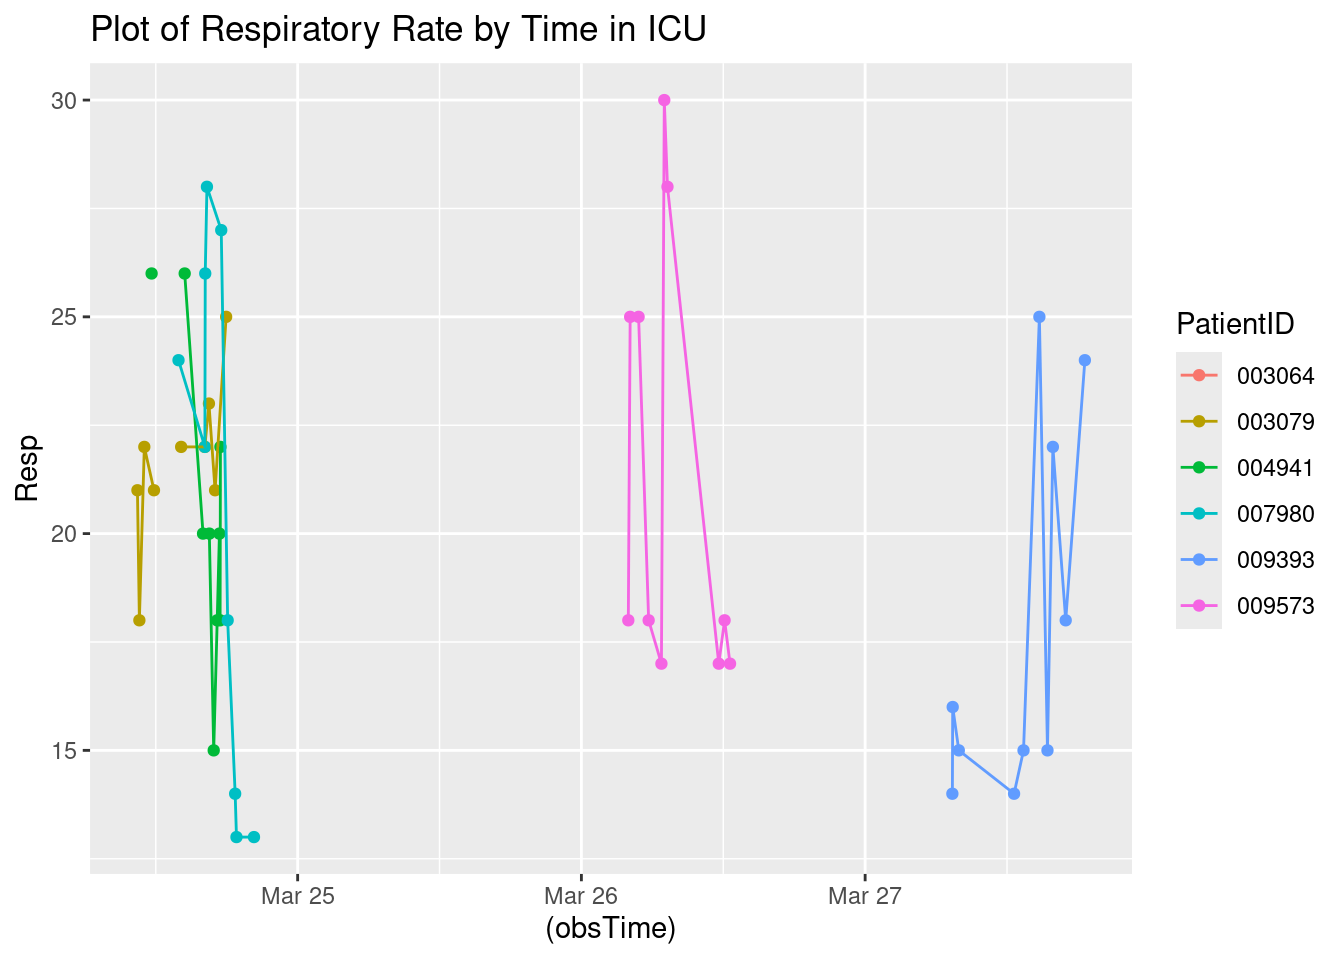 Plot of Respiratory Rate by Time in ICU
30
25
20
15
Resp
Mar 25
Mar 26
Mar 27
(obsTime)
PatientID
003064
003079
004941
007980
009393
009573